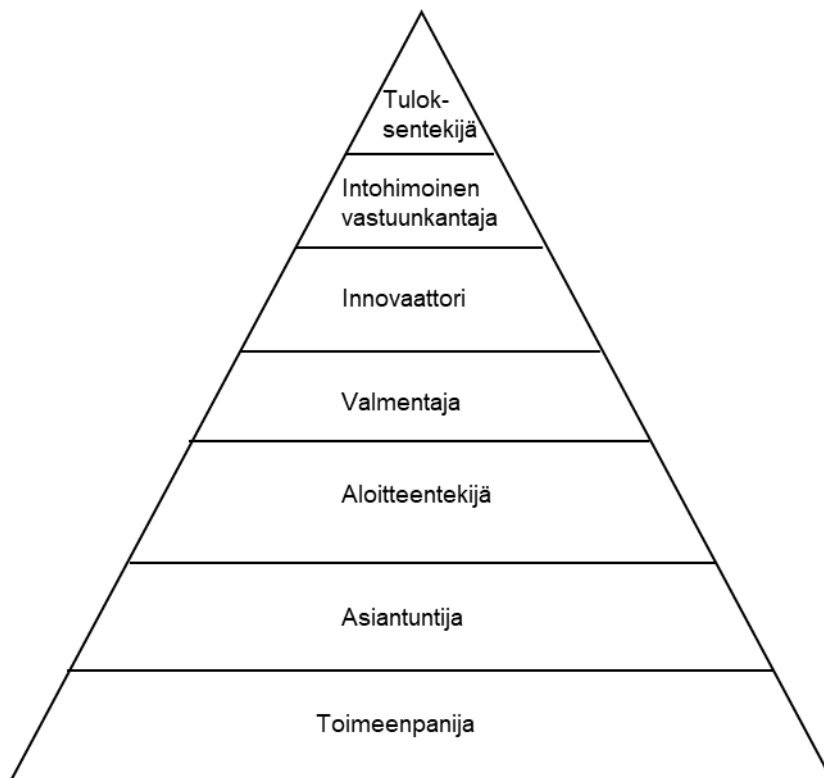 Tulok-
sentekijä
Intohimoinen
vastuunkantaja
Innovaattori
Valmentaja
Aloitteentekijä
Asiantuntija
Toimeenpanija